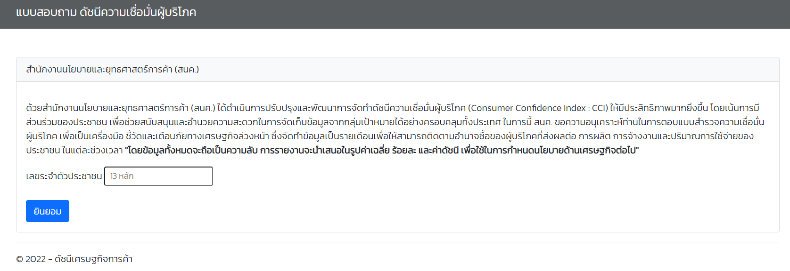 แบบสอบถาม ดัชนีความเชื่อมั่นผู้บริโภค
สำนักงานนโยบายและยุทธศาสตร์การค้า (สนค.)
ด้วยสำนักงานนโยบายและยุทธศาสตร์การค้า (สนค.) ได้ดำเนินการปรับปรุงและพัฒนาการจัดทำดัชนีความเชื่อมั่นผู้บริโภค (Consumer Confidence Index : CCI) ให้มีประสิทธิภาพมากยิ่งขึ้น โดยเน้นการมี
ส่วนร่วมของประชาชน เพื่อช่วยสนับสนุนและอำนวยความสะดวกในการจัดเก็บข้อมูลจากกลุ่มเป้าหมายได้อย่างครอบคลุมทั้งประเทศ ในการนี้ สนค. ขอความอนุเคราะห์ท่านในการตอบแบบสำรวจความเชื่อมั่น
ผู้บริโภค เพื่อเป็นเครื่องมือ ชี้วัดและเตือนภัยทางเศรษฐกิจล่วงหน้า ซึ่งจัดทำข้อมูลเป็นรายเดือนเพื่อให้สามารถติดตามอำนาจซื้อของผู้บริโภคที่ส่งผลต่อ การผลิต การจ้างงานและปริมาณการใช้จ่ายของ
ประชาชน ในแต่ละช่วงเวลา "โดยข้อมูลทั้งหมดจะถือเป็นความลับ การรายงานจะนำเสนอในรูปค่าเฉลี่ย ร้อยละ และค่าดัชนี เพื่อใช้ในการกำหนดนโยบายด้านเศรษฐกิจต่อไป"
เลขระจำตัวประชาชน 13 หลัก
ยินยอม
© 2022 - ดัชนีเศรษฐกิจการค้า